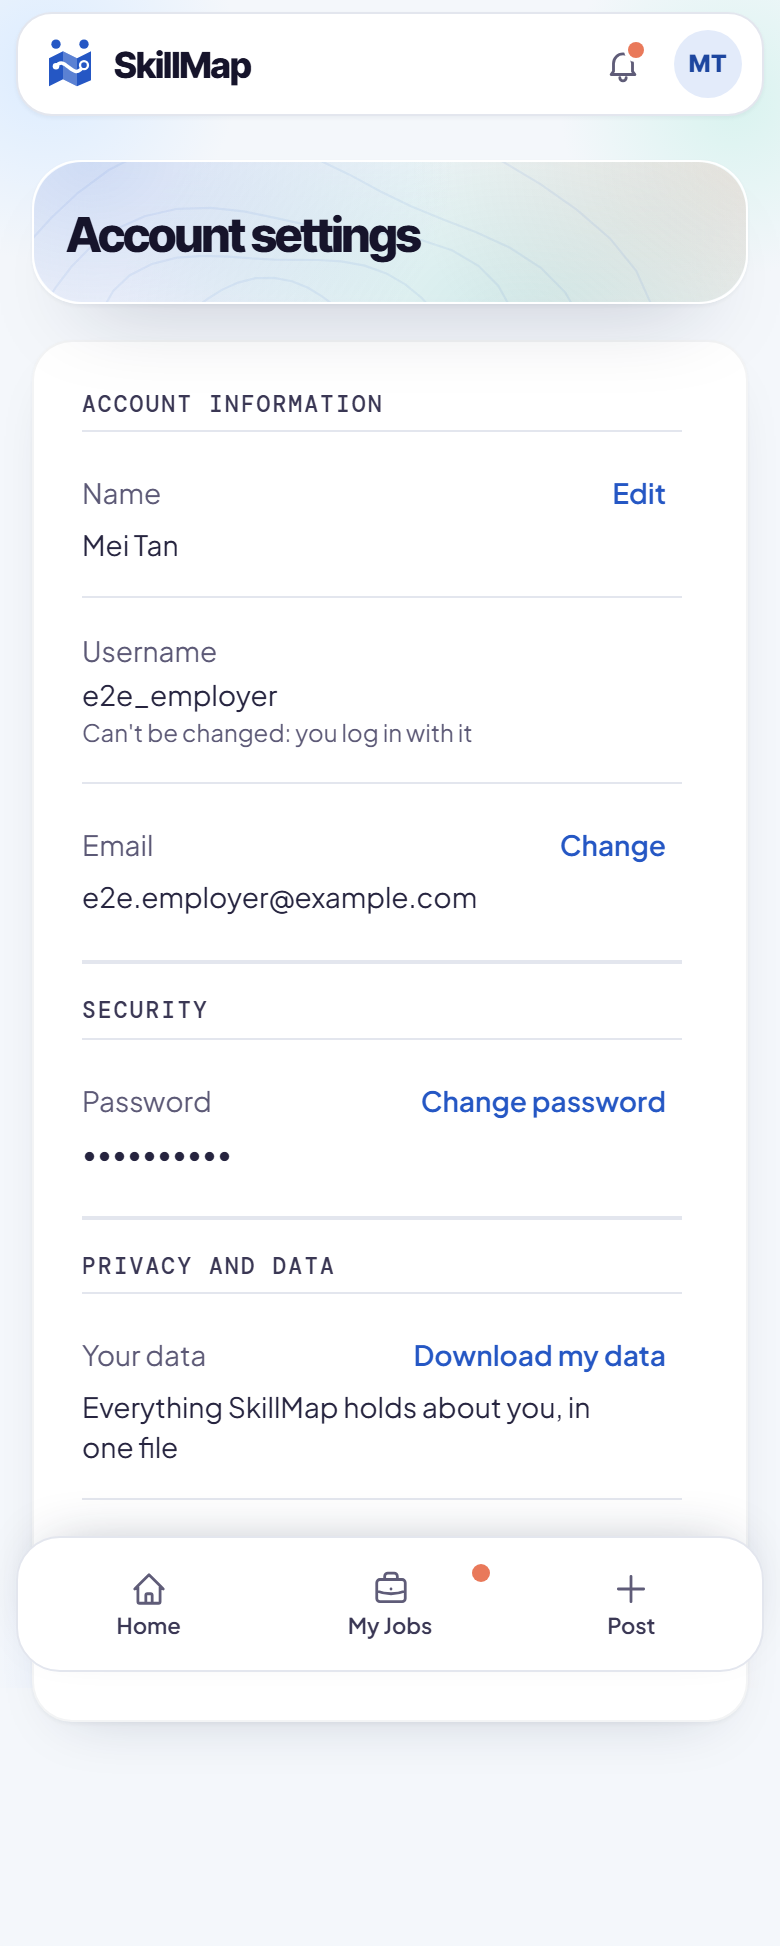 SkillMap
MT
Account settings
ACCOUNT INFORMATION
Name
Edit
Mei Tan
Username
e2e_employer
Can't be changed: you log in with it
Email
Change
e2e.employer@example.com
SECURITY
Password
Change password
••••••••••
PRIVACY AND DATA
Your data
Download my data
Everything SkillMap holds about you, in
one file
Home
My Jobs
Post